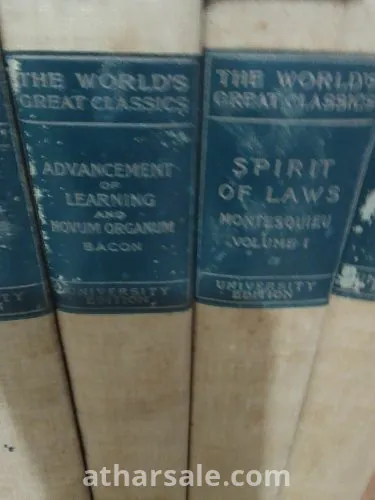 THE WORLD'S
GREAT CLASSICS
ADVANCEMENT
OF
LEARNING
AND
NOVUM ORGANUM
BACON
UNIVERSITY
EDITION
THE WORLD'S
GREAT CLASSICS
SPIRIT
OF LAWS
MONTESQUIEU
VOLUME I
UNIVERSITY
EDITION
atharsale.com